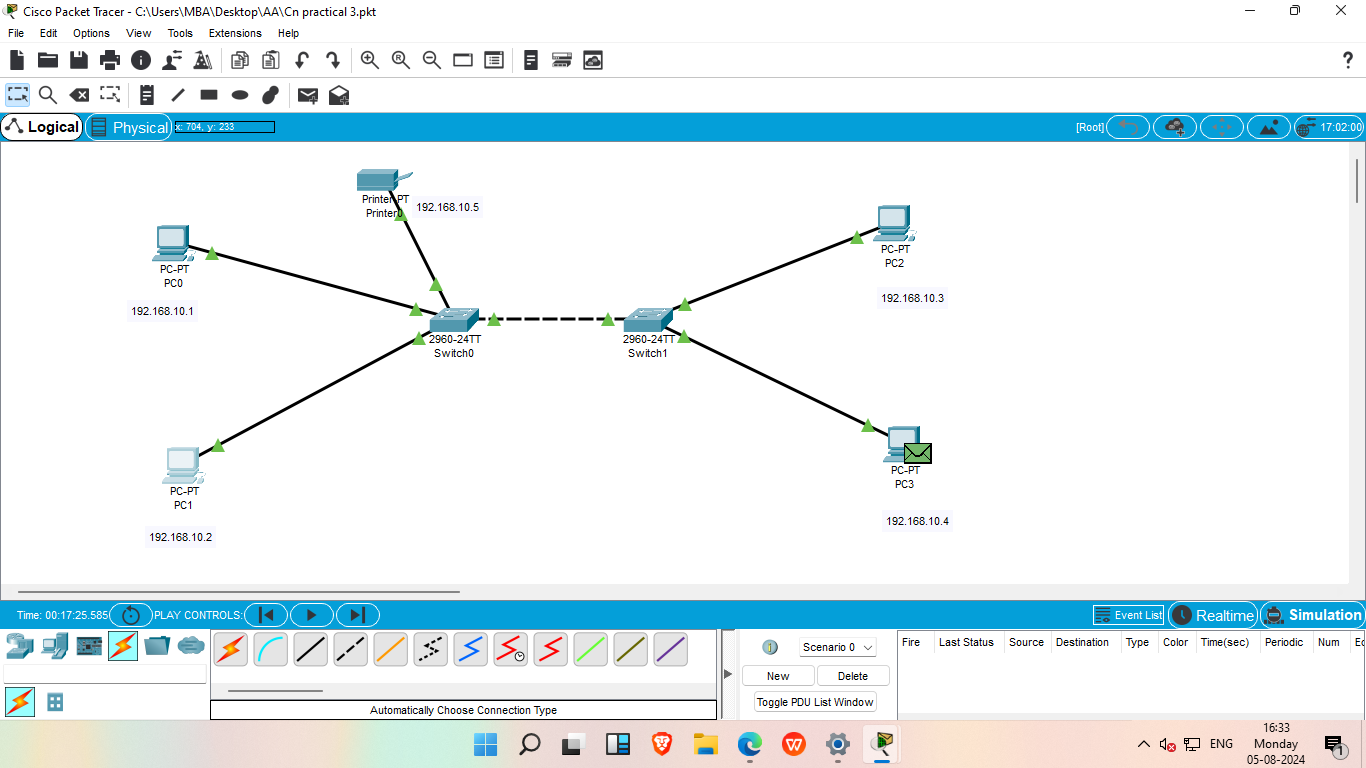 Cisco Packet Tracer - C:\Users\MBA\Desktop\AA\Cn practical 3.pkt
File Edit Options View Tools Extensions Help
?
Logical
Physical
x: 704, y: 233
[Root]
17:02:00
Printer-PT
Printer0
192.168.10.5
PC-PT
PC0
192.168.10.1
PC-PT
PC2
192.168.10.3
2960-24TT
Switch0
2960-24TT
Switch1
PC-PT
PC1
192.168.10.2
PC-PT
PC3
192.168.10.4
Time: 00:17:25.585
PLAY CONTROLS:
Event List
Realtime
Simulation
Scenario 0
New
Delete
Toggle PDU List Window
Fire Last Status Source Destination Type Color Time(sec) Periodic Num Ec
Automatically Choose Connection Type
ENG
16:33
Monday
05-08-2024
1